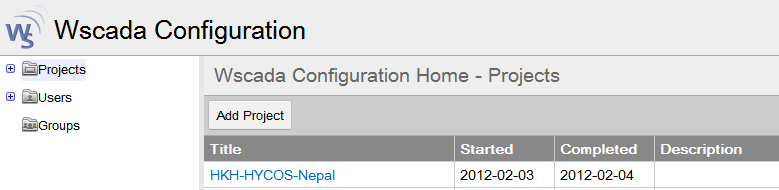 WS Wscada Configuration
Projects
Users
Groups
Wscada Configuration Home - Projects
Add Project
Title Started Completed Description
HKH-HYCOS-Nepal 2012-02-03 2012-02-04